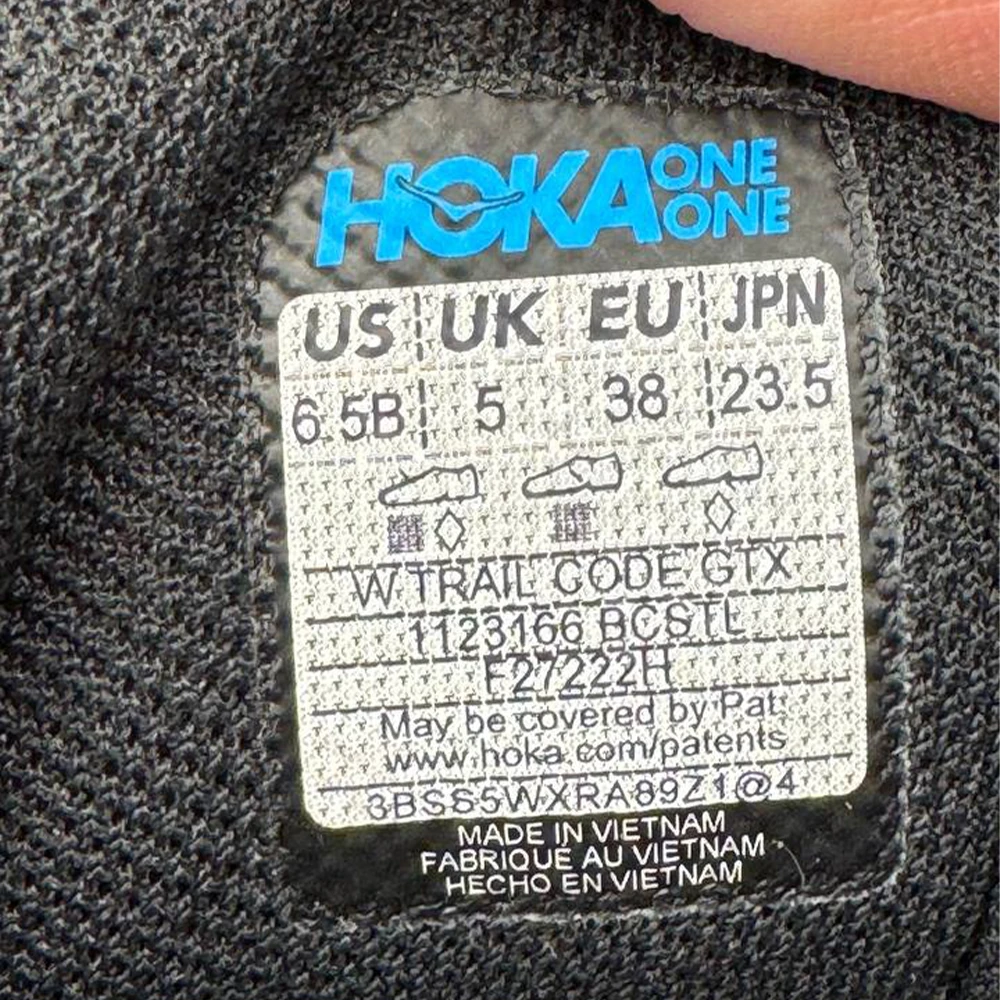 HOKA ONE ONE
US UK EU JPN
6.5B 5 38 23.5
W TRAIL CODE GTX
1123166 BCSTL
F27222H
May be covered by Pat:
www.hoka.com/patents
3BSS5WXRA89Z1@4
MADE IN VIETNAM
FABRIQUÉ AU VIETNAM
HECHO EN VIETNAM